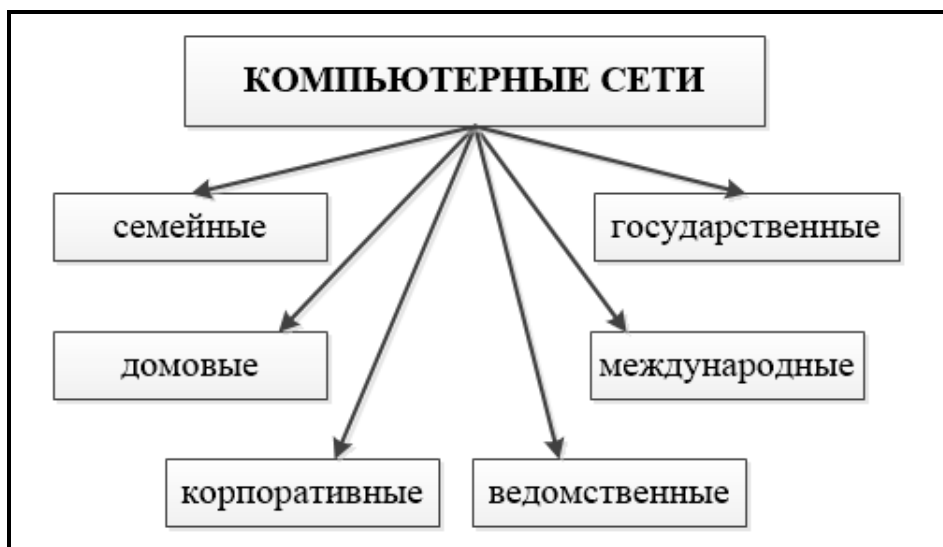 КОМПЬЮТЕРНЫЕ СЕТИ
семейные
государственные
домовые
международные
корпоративные
ведомственные